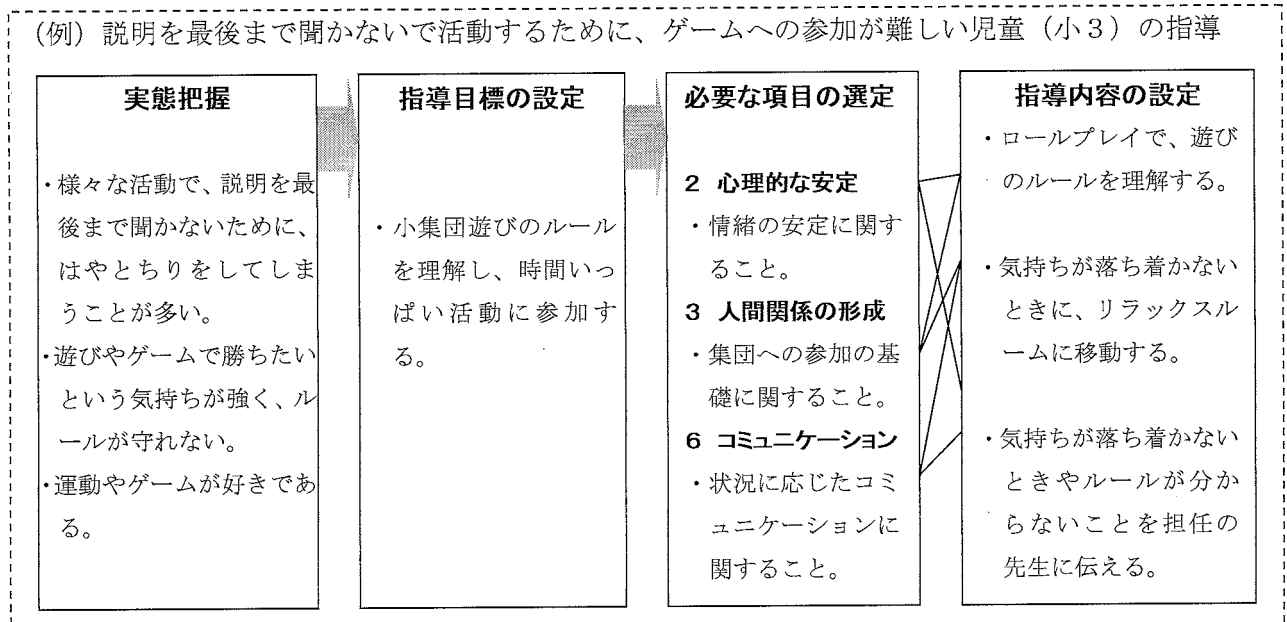 (例) 説明を最後まで聞かないで活動するために、ゲームへの参加が難しい児童（小３）の指導
実態把握
・様々な活動で、説明を最
後まで聞かないために、
はやとちりをしてしま
うことが多い。
・遊びやゲームで勝ちたい
という気持ちが強く、ル
ールが守れない。
・運動やゲームが好きであ
る。
指導目標の設定
・小集団遊びのルール
を理解し、時間いっ
ぱい活動に参加す
る。
必要な項目の選定
2 心理的な安定
・情緒の安定に関す
ること。
3 人間関係の形成
・集団への参加の基
礎に関すること。
6 コミュニケーション
・状況に応じたコミ
ュニケーションに
関すること。
指導内容の設定
・ロールプレイで、遊び
のルールを理解する。
・気持ちが落ち着かない
ときに、リラックスル
ームに移動する。
・気持ちが落ち着かない
ときやルールが分か
らないことを担任の
先生に伝える。